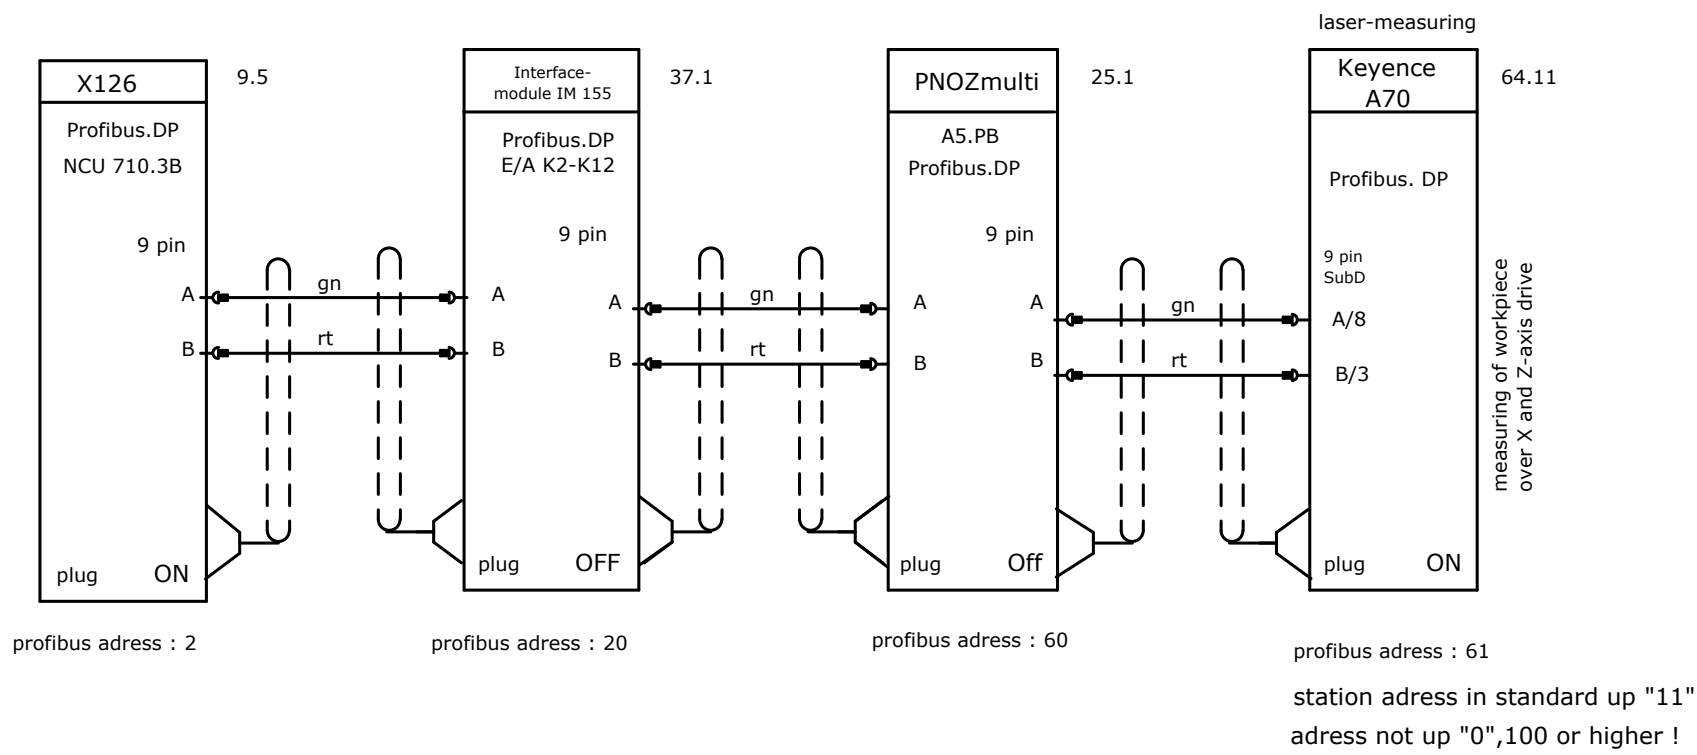 laser-measuring
X126
9.5
Profibus.DP
NCU 710.3B
9 pin
A
B
gn
rt
plug
ON
profibus adress : 2
Interface-
module IM 155
37.1
Profibus.DP
E/A K2-K12
9 pin
A
B
A
B
gn
rt
plug
OFF
profibus adress : 20
PNOZmulti
25.1
A5.PB
Profibus.DP
9 pin
A
B
A
B
gn
rt
plug
Off
profibus adress : 60
Keyence
A70
64.11
Profibus. DP
9 pin
SubD
A/8
B/3
measuring of workpiece
over X and Z-axis drive
plug
ON
profibus adress : 61
station adress in standard up "11"
adress not up "0",100 or higher !